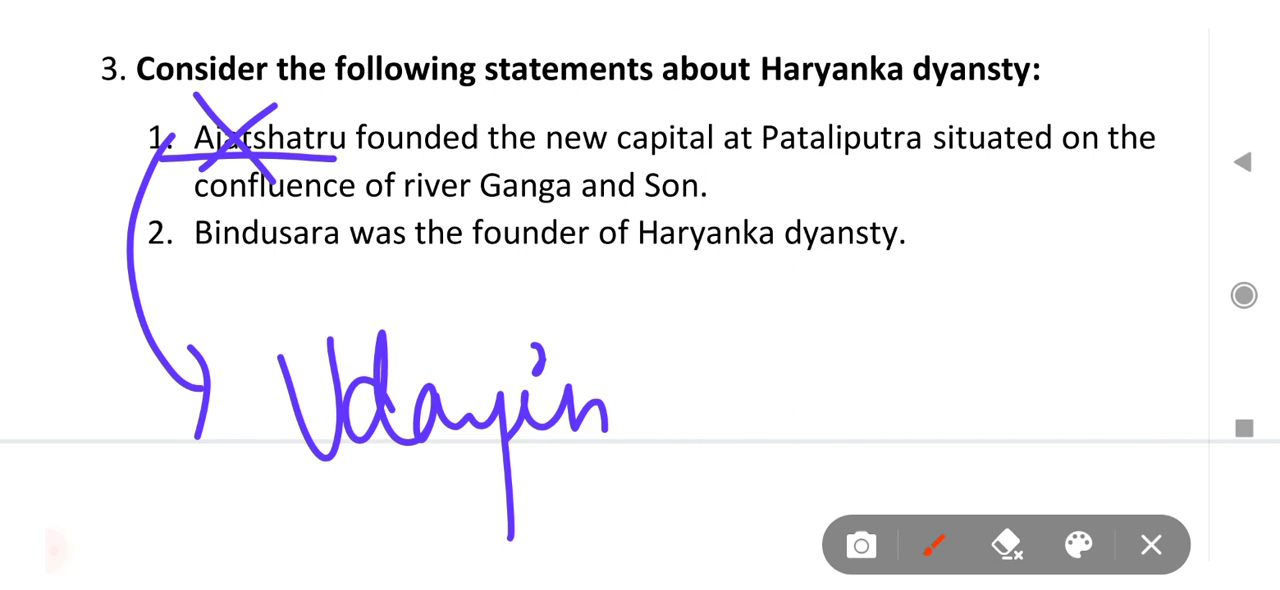 3. Consider the following statements about Haryanka dyansty:
1. Ajatshatru founded the new capital at Pataliputra situated on the
confluence of river Ganga and Son.
2. Bindusara was the founder of Haryanka dyansty.
Udayin